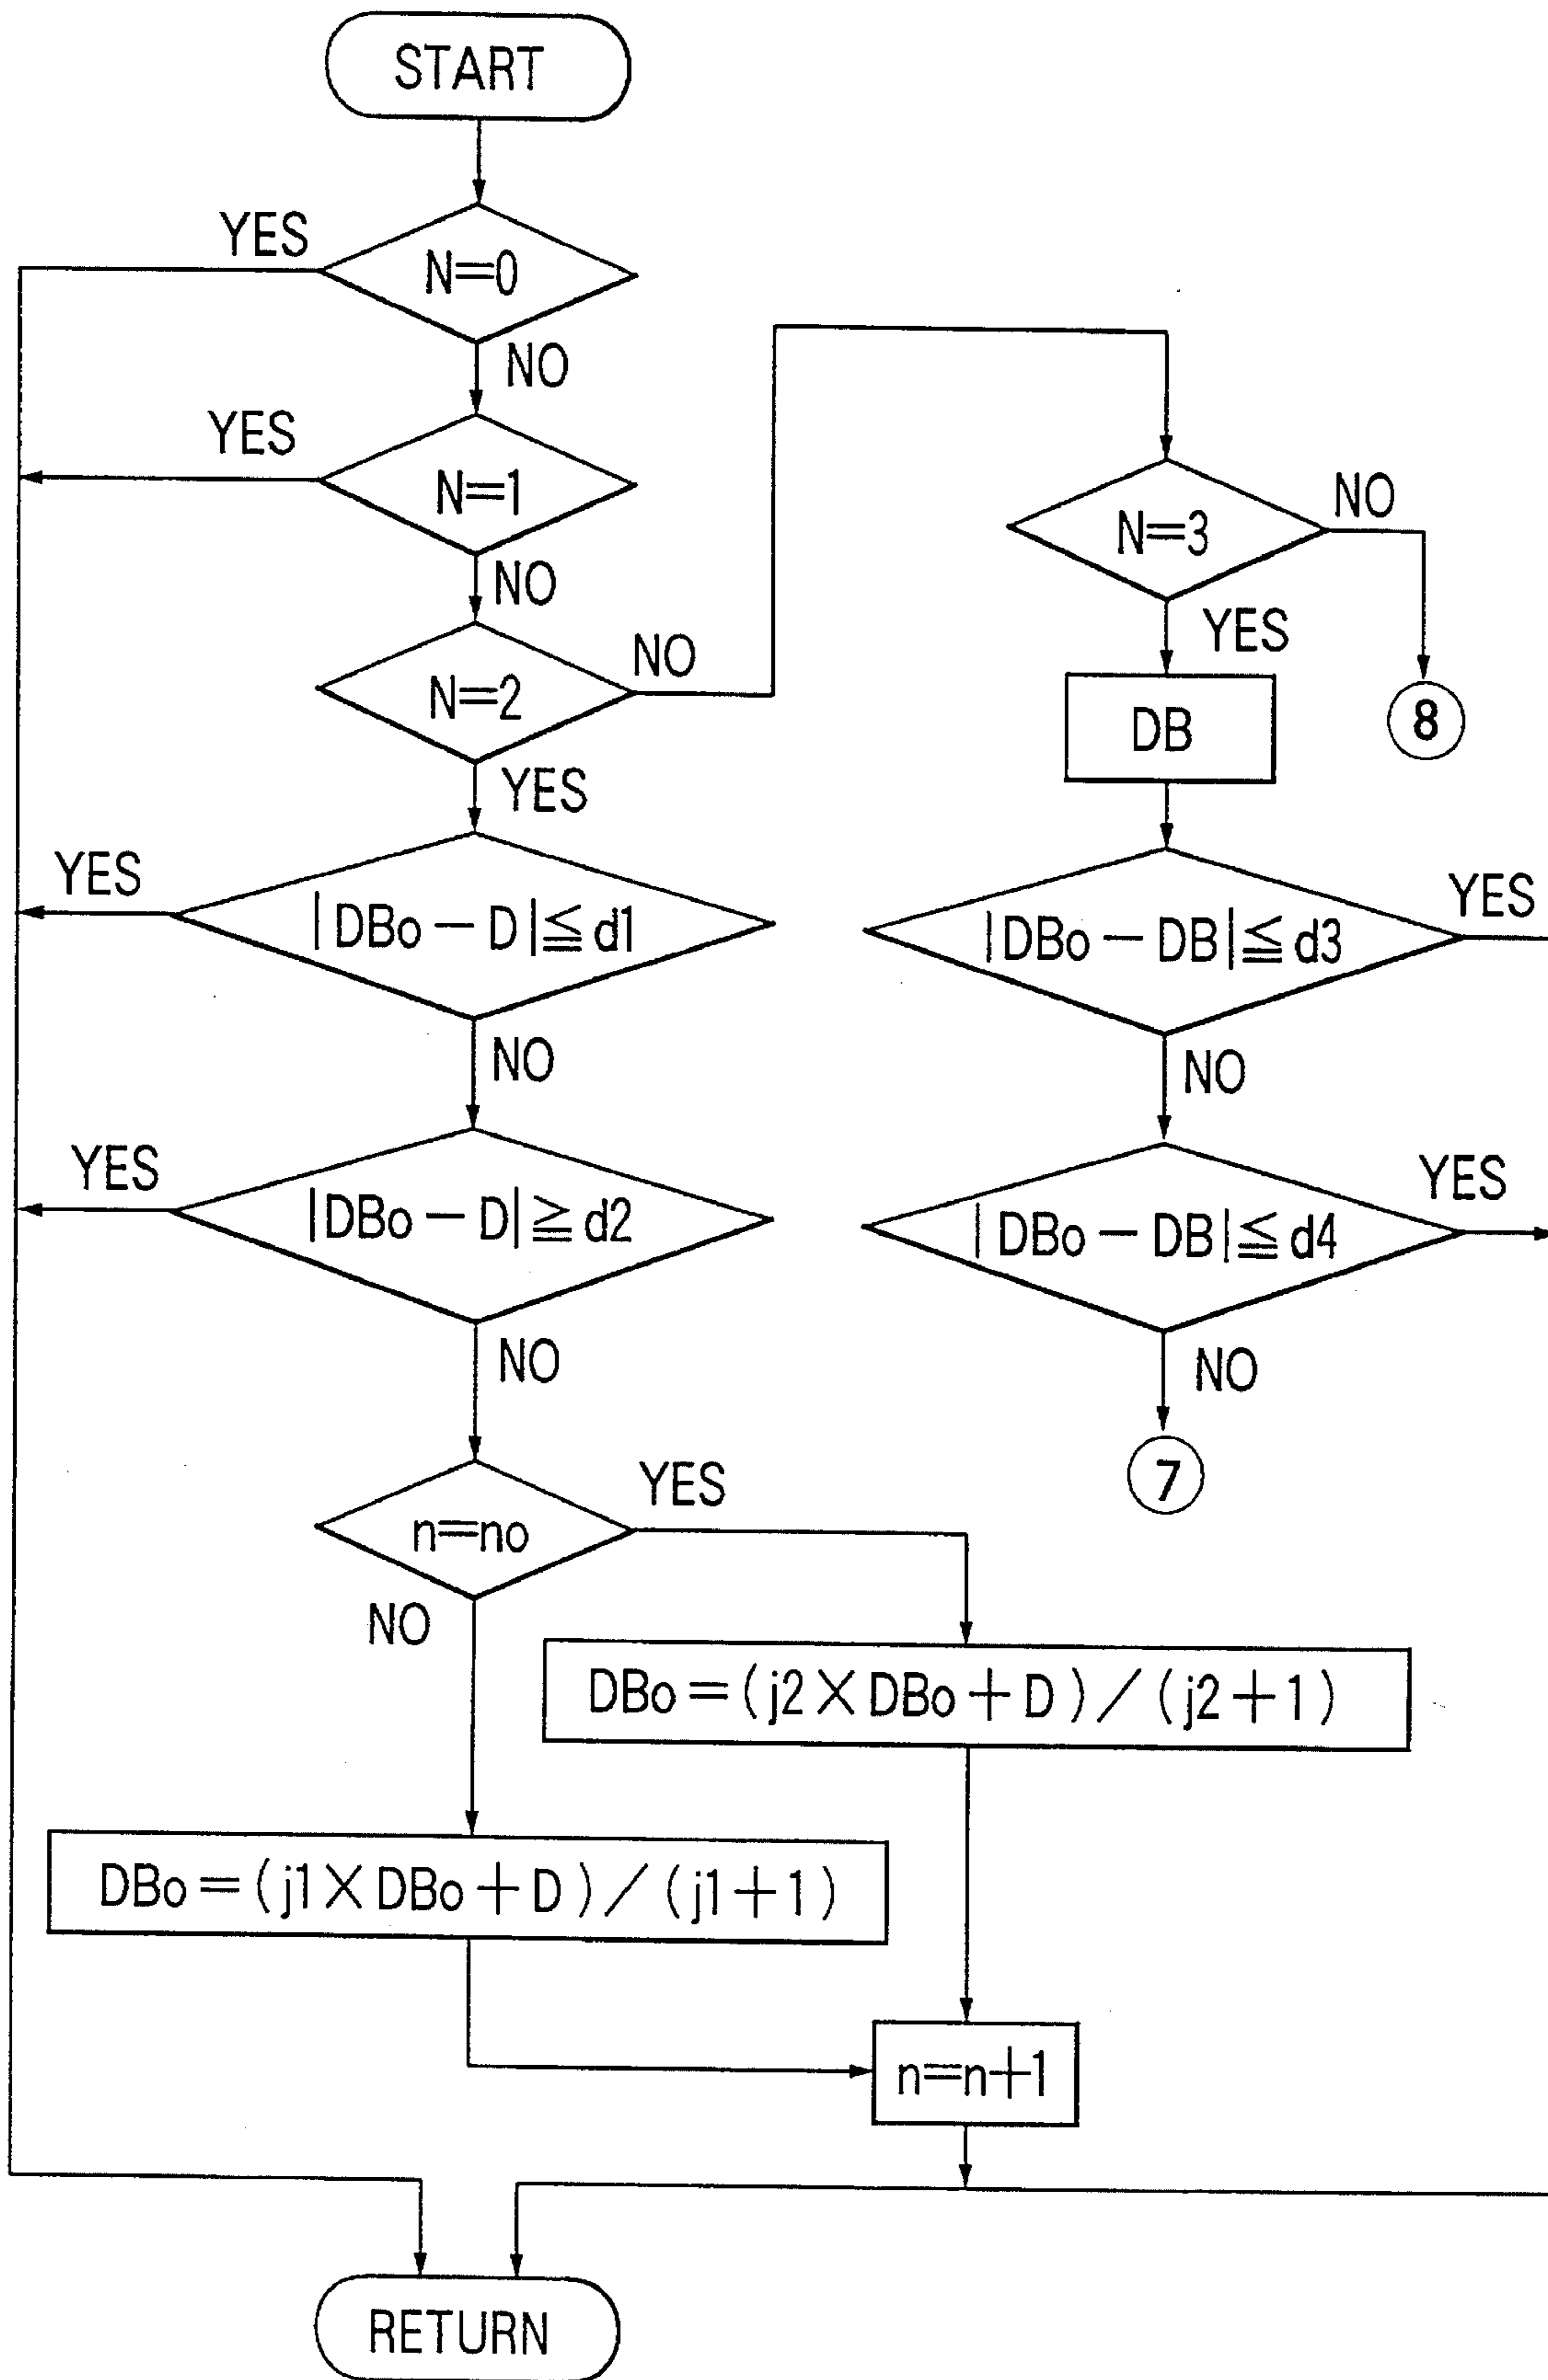 START
YES
N=0
NO
YES
N=1
NO
N=2
NO
YES
N=3
NO
YES
8
DB
YES
|DBo－D|≦d1
NO
|DBo－DB|≦d3
YES
NO
YES
|DBo－D|≧d2
NO
|DBo－DB|≦d4
YES
NO
7
n=no
YES
NO
DBo=(j2×DBo+D)/(j2+1)
DBo=(j1×DBo+D)/(j1+1)
n=n+1
RETURN